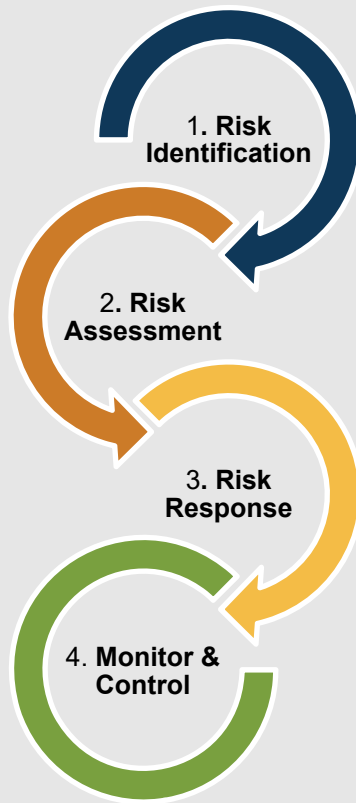 1. Risk
Identification
2. Risk
Assessment
3. Risk
Response
4. Monitor &
Control